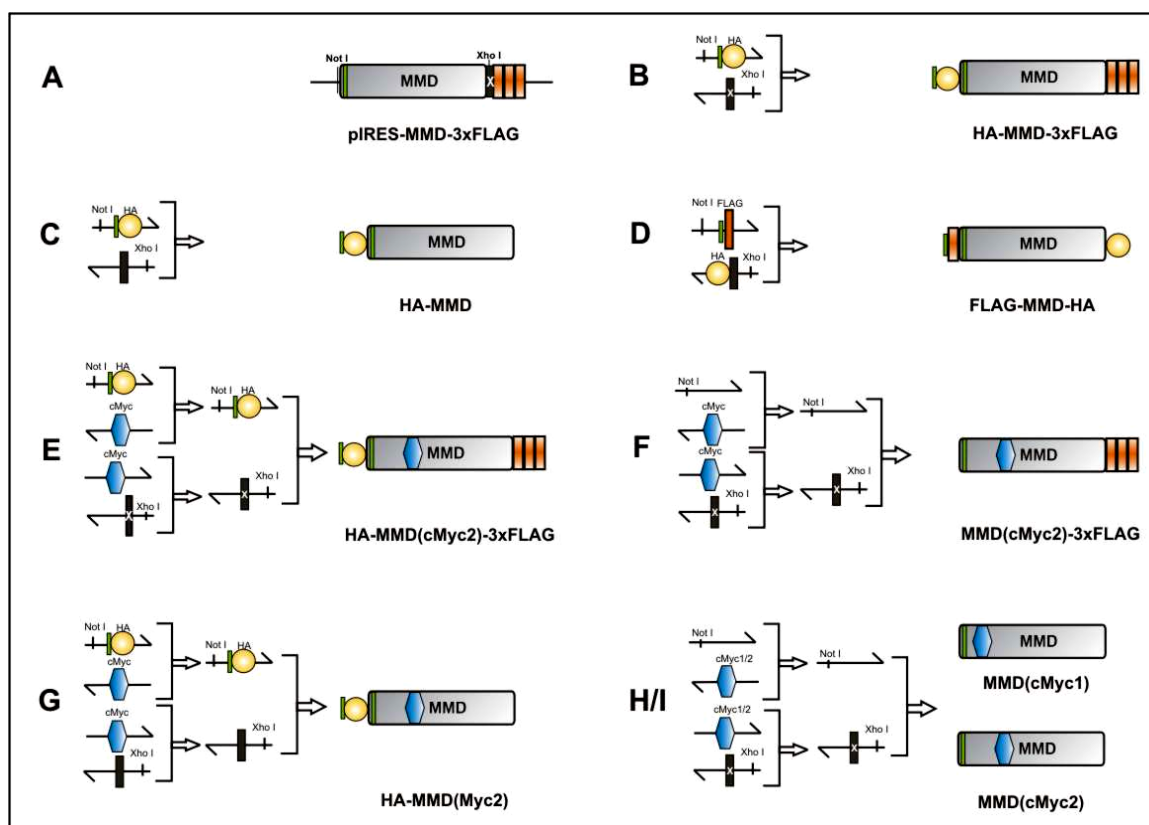 A
Not I
Xho I
MMD
X
pIRES-MMD-3xFLAG
B
Not I HA
Xho I
X
MMD
HA-MMD-3xFLAG
C
Not I HA
Xho I
MMD
HA-MMD
D
Not I FLAG
HA Xho I
MMD
FLAG-MMD-HA
E
Not I HA
cMyc
cMyc
Xho I
X
Not I HA
Xho I
X
MMD
HA-MMD(cMyc2)-3xFLAG
F
Not I
cMyc
cMyc
Xho I
X
Not I
Xho I
X
MMD
MMD(cMyc2)-3xFLAG
G
Not I HA
cMyc
cMyc
Xho I
Not I HA
Xho I
MMD
HA-MMD(Myc2)
H/I
Not I
cMyc1/2
cMyc1/2
Xho I
X
Not I
Xho I
X
MMD
MMD(cMyc1)
MMD
MMD(cMyc2)